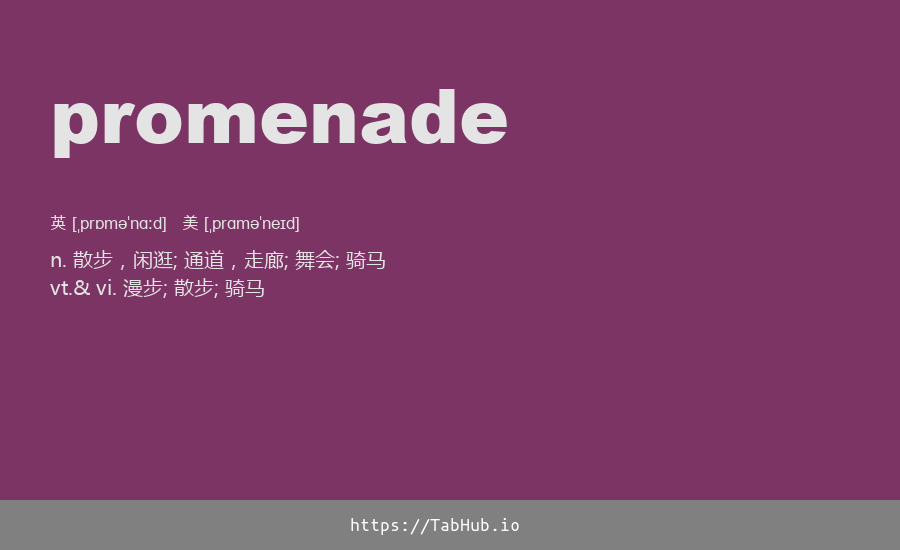 promenade
英 [ˌprɒməˈnɑːd] 美 [ˌprɑməˈneɪd]
n. 散步，闲逛; 通道，走廊; 舞会; 骑马
vt.& vi. 漫步; 散步; 骑马
https://TabHub.io